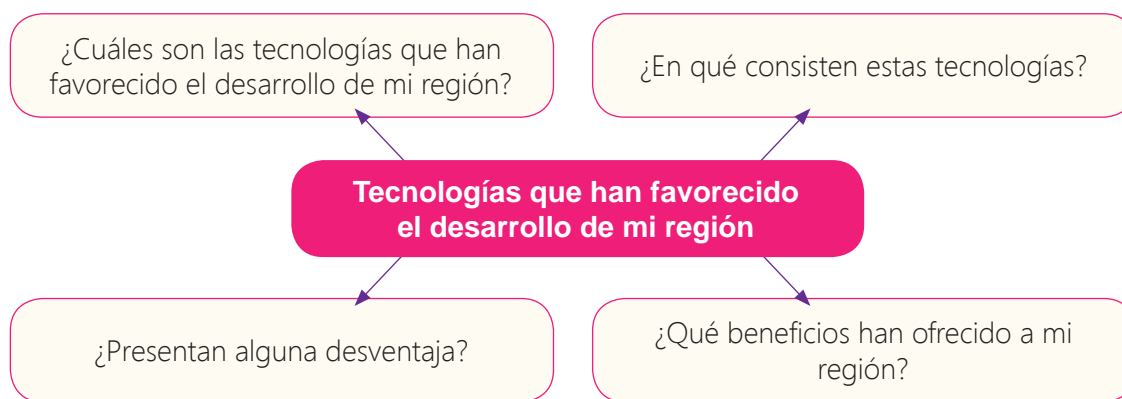 ¿Cuáles son las tecnologías que han
favorecido el desarrollo de mi región?
¿En qué consisten estas tecnologías?
Tecnologías que han favorecido
el desarrollo de mi región
¿Presentan alguna desventaja?
¿Qué beneficios han ofrecido a mi
región?